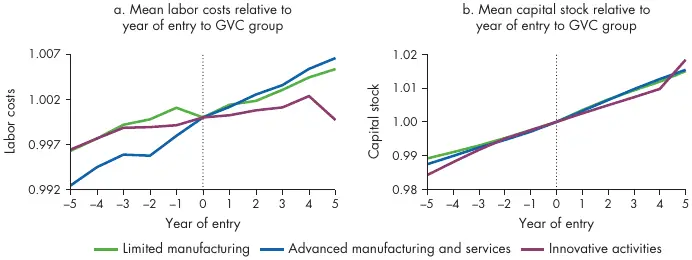 a. Mean labor costs relative to
year of entry to GVC group
1.007
1.002
0.997
0.992
Labor costs
–5 –4 –3 –2 –1 0 1 2 3 4 5
Year of entry
b. Mean capital stock relative to
year of entry to GVC group
1.02
1.01
1.00
0.99
0.98
Capital stock
–5 –4 –3 –2 –1 0 1 2 3 4 5
Year of entry
Limited manufacturing Advanced manufacturing and services Innovative activities